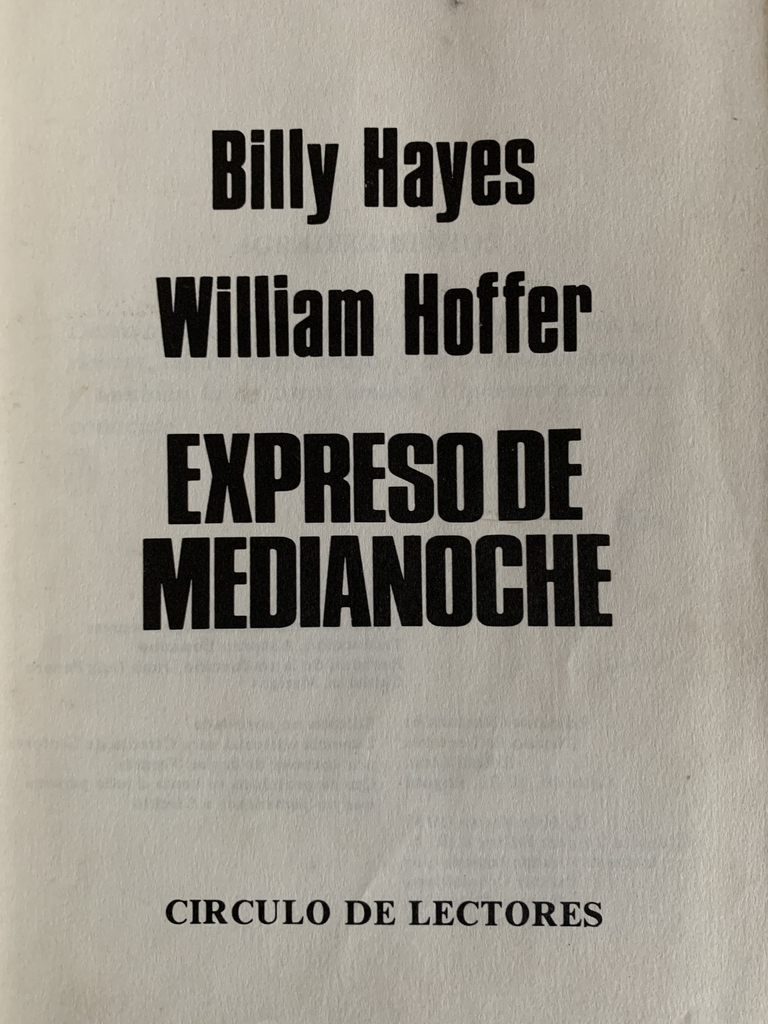 Billy Hayes
William Hoffer
EXPRESO DE
MEDIANOCHE
CIRCULO DE LECTORES